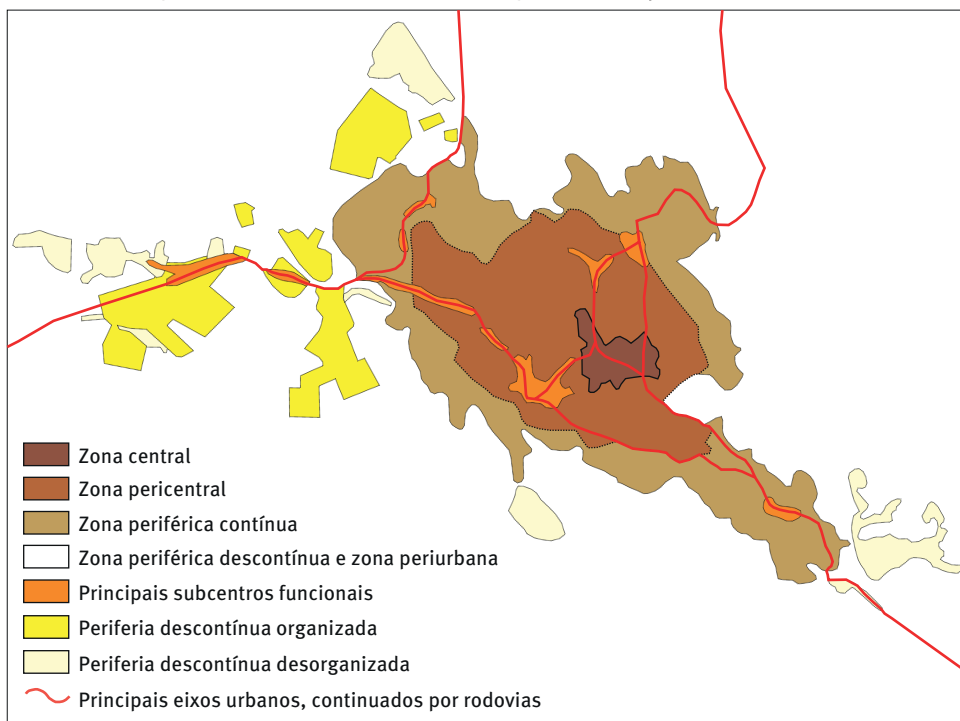 Zona central
Zona pericentral
Zona periférica contínua
Zona periférica descontínua e zona periurbana
Principais subcentros funcionais
Periferia descontínua organizada
Periferia descontínua desorganizada
Principais eixos urbanos, continuados por rodovias